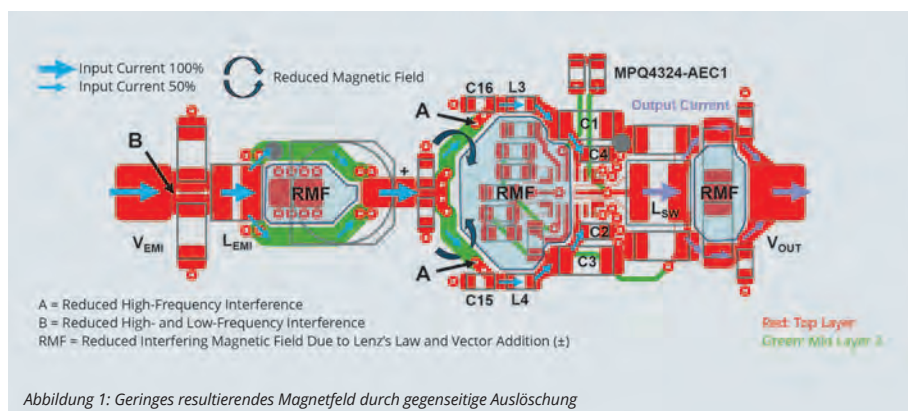 Input Current 100%
Input Current 50%
Reduced Magnetic Field
MPQ4324-AEC1
C16 L3
A
Output Current
B
C1
C4
+
RMF
RMF
RMF
LSW
VEMI
LEMI
C2
VOUT
C3
A
C15 L4
A = Reduced High-Frequency Interference
B = Reduced High- and Low-Frequency Interference
RMF = Reduced Interfering Magnetic Field Due to Lenz's Law and Vector Addition (±)
Red: Top Layer
Green: Mid Layer 2
Abbildung 1: Geringes resultierendes Magnetfeld durch gegenseitige Auslöschung